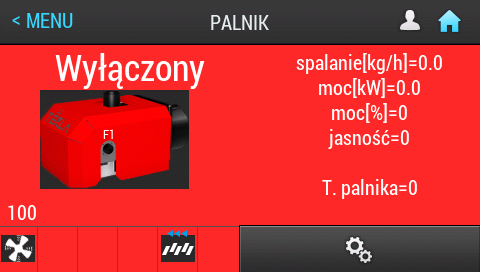 < MENU
PALNIK
Wyłączony
spalanie[kg/h]=0.0
moc[kW]=0.0
moc[%]=0
jasność=0
F1
T. palnika=0
100